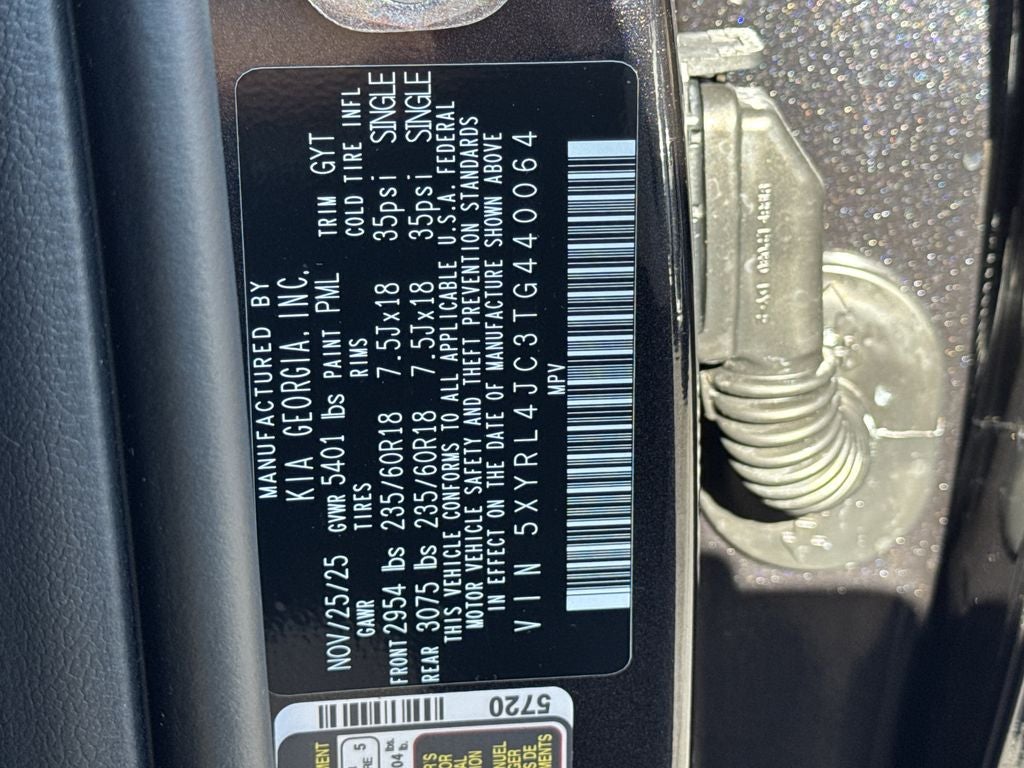 MANUFACTURED BY
KIA GEORGIA, INC.
NOV/25/25 GVWR 5401 lbs PAINT PML TRIM GYT
GAWR TIRES RIMS COLD TIRE INFL
FRONT 2954 lbs 235/60R18 7.5Jx18 35psi SINGLE
REAR 3075 lbs 235/60R18 7.5Jx18 35psi SINGLE
THIS VEHICLE CONFORMS TO ALL APPLICABLE U.S.A. FEDERAL
MOTOR VEHICLE SAFETY AND THEFT PREVENTION STANDARDS
IN EFFECT ON THE DATE OF MANUFACTURE SHOWN ABOVE
VIN 5XYRL4JC3TG440064
MPV
5720
5
04 lb.